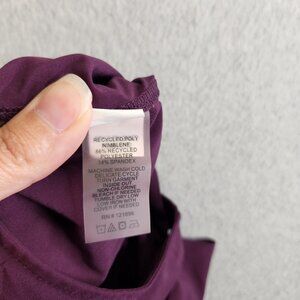 RECYCLED POLY
NIMBLENE:
86% RECYCLED
POLYESTER
14% SPANDEX
MACHINE WASH COLD
DELICATE CYCLE
TURN GARMENT
INSIDE OUT
NON-CHLORINE
BLEACH IF NEEDED
TUMBLE DRY LOW
LOW IRON WITH
COVER IF NEEDED
RN # 121696